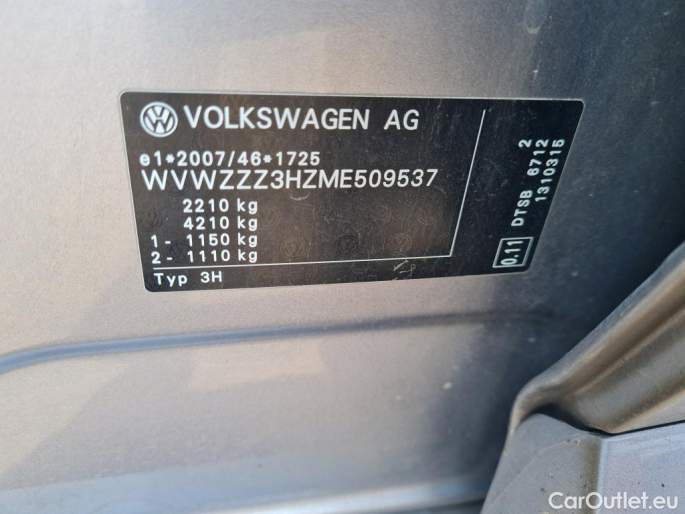 VOLKSWAGEN AG
e1*2007/46*1725
WVWZZZ3HZME509537
2210 kg
4210 kg
1- 1150 kg
2- 1110 kg
Typ 3H
0.11
DTSB 6712 2
1310315
CarOutlet.eu